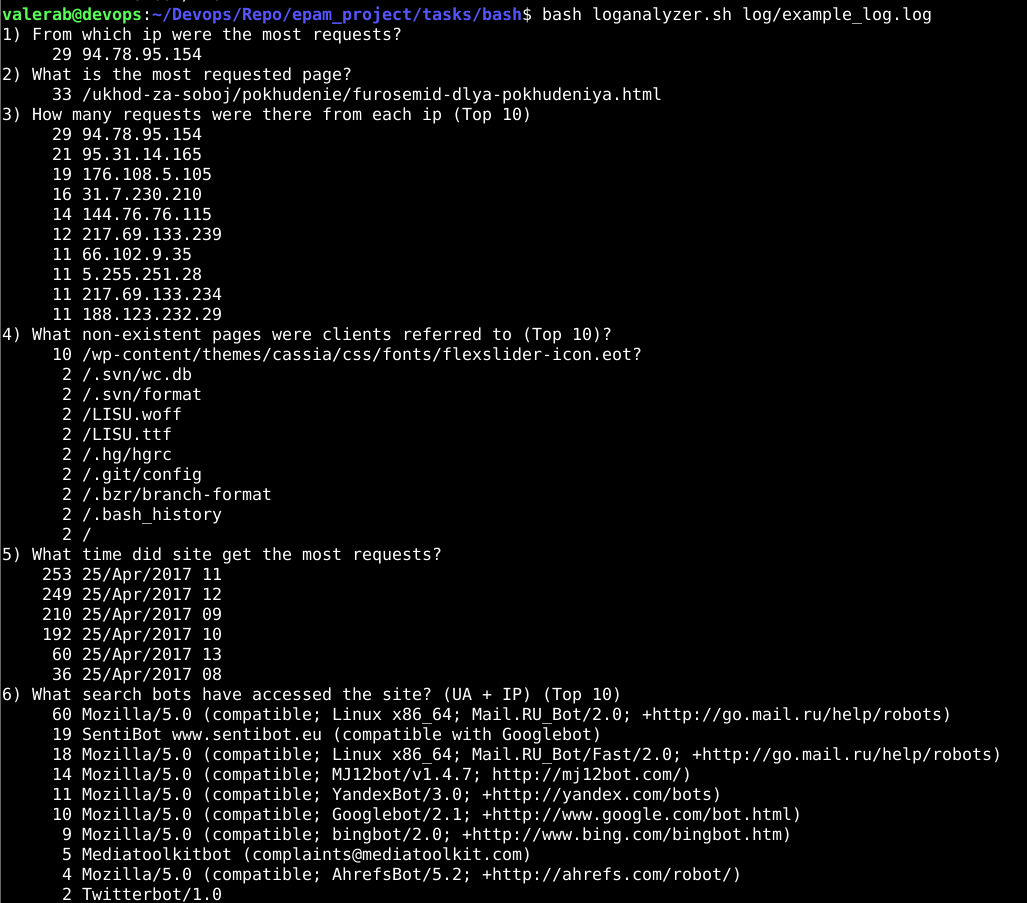 valerab@devops:~/Devops/Repo/epam_project/tasks/bash$ bash loganalyzer.sh log/example_log.log
1) From which ip were the most requests?
29 94.78.95.154
2) What is the most requested page?
33 /ukhod-za-soboj/pokhudenie/furosemid-dlya-pokhudeniya.html
3) How many requests were there from each ip (Top 10)
29 94.78.95.154
21 95.31.14.165
19 176.108.5.105
16 31.7.230.210
14 144.76.76.115
12 217.69.133.239
11 66.102.9.35
11 5.255.251.28
11 217.69.133.234
11 188.123.232.29
4) What non-existent pages were clients referred to (Top 10)?
10 /wp-content/themes/cassia/css/fonts/flexslider-icon.eot?
2 /.svn/wc.db
2 /.svn/format
2 /LISU.woff
2 /LISU.ttf
2 /.hg/hgrc
2 /.git/config
2 /.bzr/branch-format
2 /.bash_history
2 /
5) What time did site get the most requests?
253 25/Apr/2017 11
249 25/Apr/2017 12
210 25/Apr/2017 09
192 25/Apr/2017 10
60 25/Apr/2017 13
36 25/Apr/2017 08
6) What search bots have accessed the site? (UA + IP) (Top 10)
60 Mozilla/5.0 (compatible; Linux x86_64; Mail.RU_Bot/2.0; +http://go.mail.ru/help/robots)
19 SentiBot www.sentibot.eu (compatible with Googlebot)
18 Mozilla/5.0 (compatible; Linux x86_64; Mail.RU_Bot/Fast/2.0; +http://go.mail.ru/help/robots)
14 Mozilla/5.0 (compatible; MJ12bot/v1.4.7; http://mj12bot.com/)
11 Mozilla/5.0 (compatible; YandexBot/3.0; +http://yandex.com/bots)
10 Mozilla/5.0 (compatible; Googlebot/2.1; +http://www.google.com/bot.html)
9 Mozilla/5.0 (compatible; bingbot/2.0; +http://www.bing.com/bingbot.htm)
5 Mediatoolkitbot (complaints@mediatoolkit.com)
4 Mozilla/5.0 (compatible; AhrefsBot/5.2; +http://ahrefs.com/robot/)
2 Twitterbot/1.0